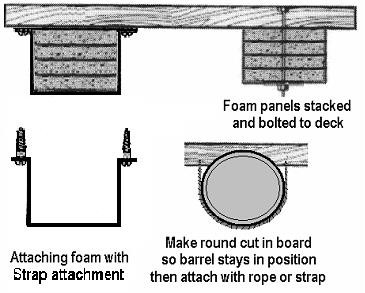 Foam panels stacked
and bolted to deck
Attaching foam with
Strap attachment
Make round cut in board
so barrel stays in position
then attach with rope or strap